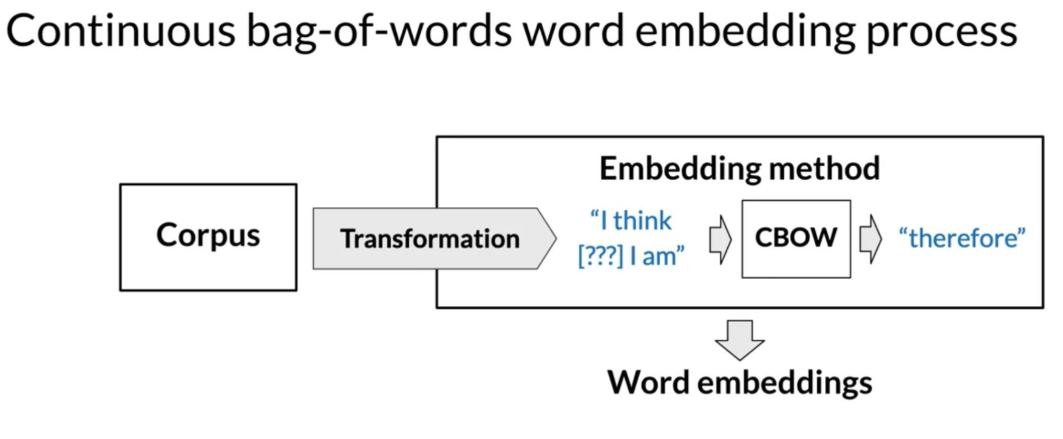 Continuous bag-of-words word embedding process
Embedding method
Corpus
Transformation
“I think
[???] I am”
CBOW
“therefore”
Word embeddings